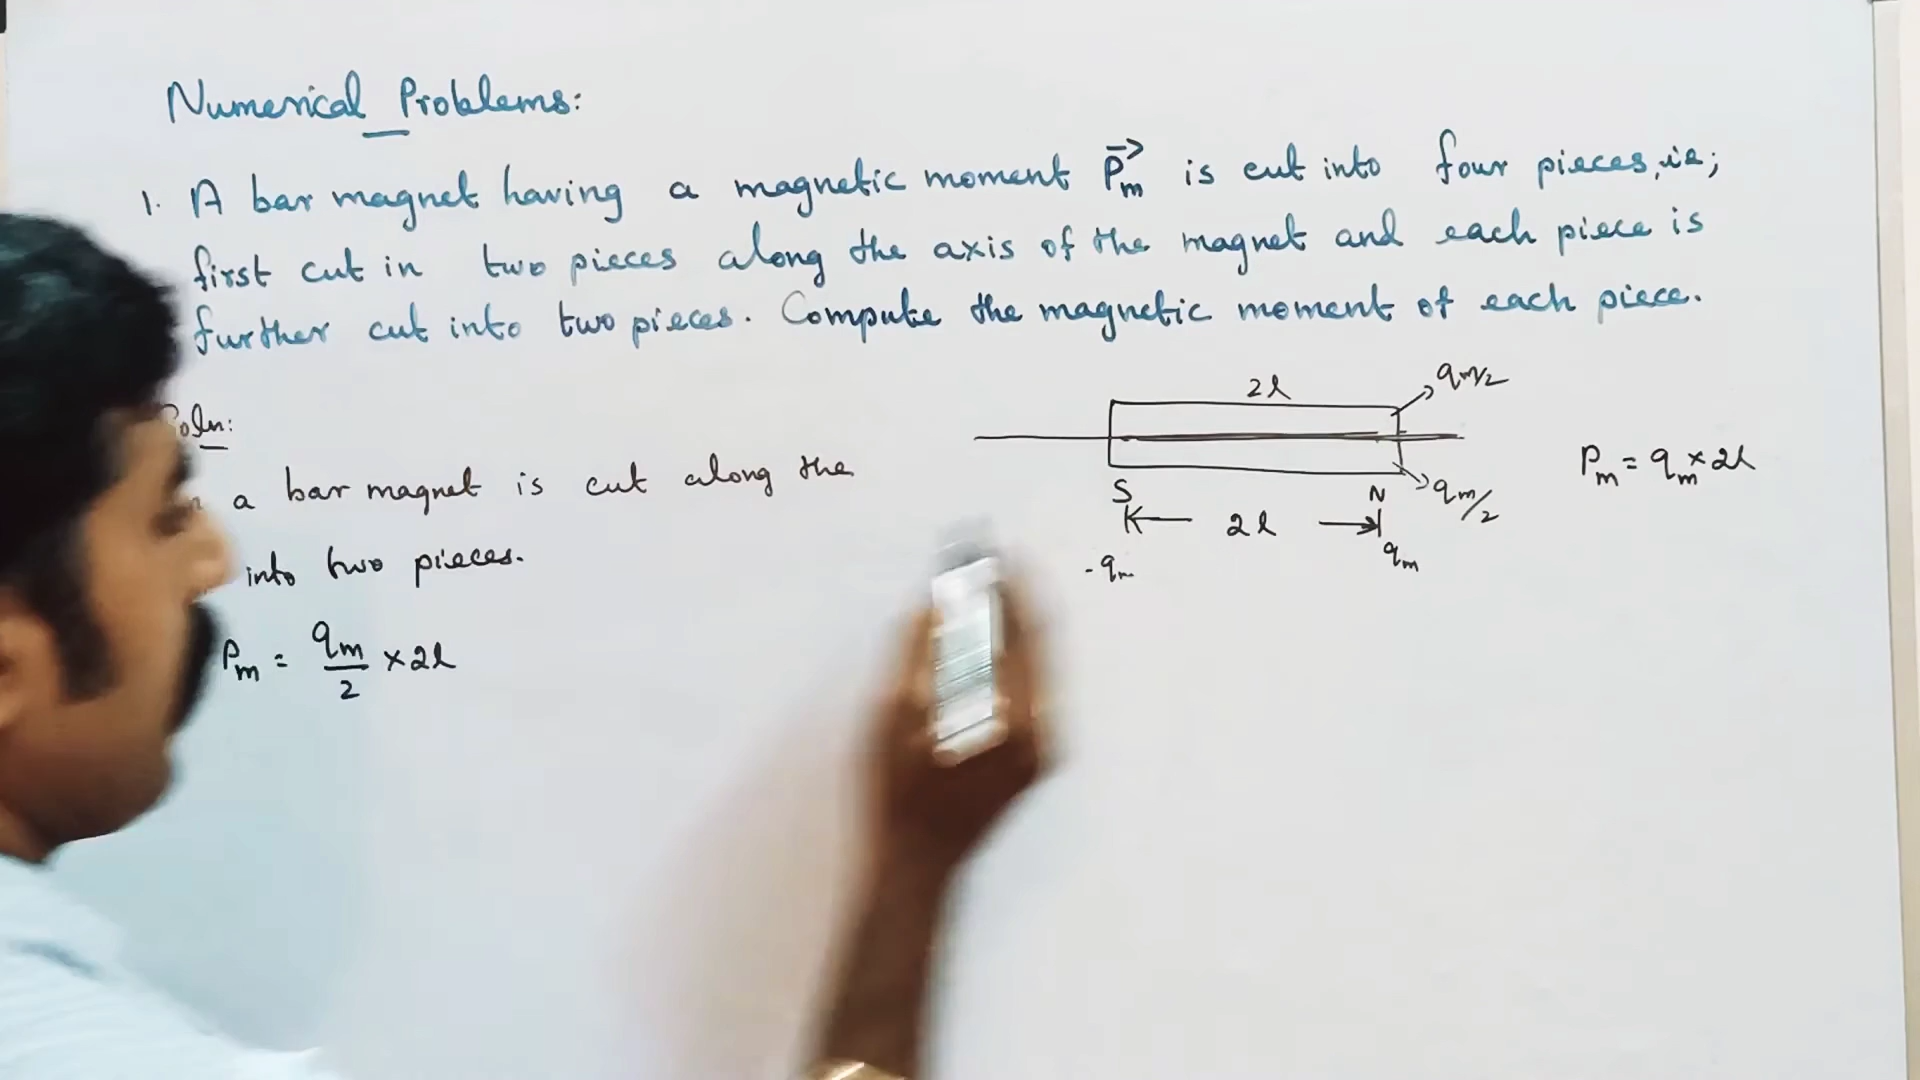 Numerical Problems:
1. A bar magnet having a magnetic moment P⃗m is cut into four pieces, i.e;
first cut in two pieces along the axis of the magnet and each piece is
further cut into two pieces. Compute the magnetic moment of each piece.
Soln:
a bar magnet is cut along the
into two pieces.
Pm = qm/2 × 2l
2l
qm/2
qm/2
S
N
2l
-qm
qm
Pm = qm × 2l